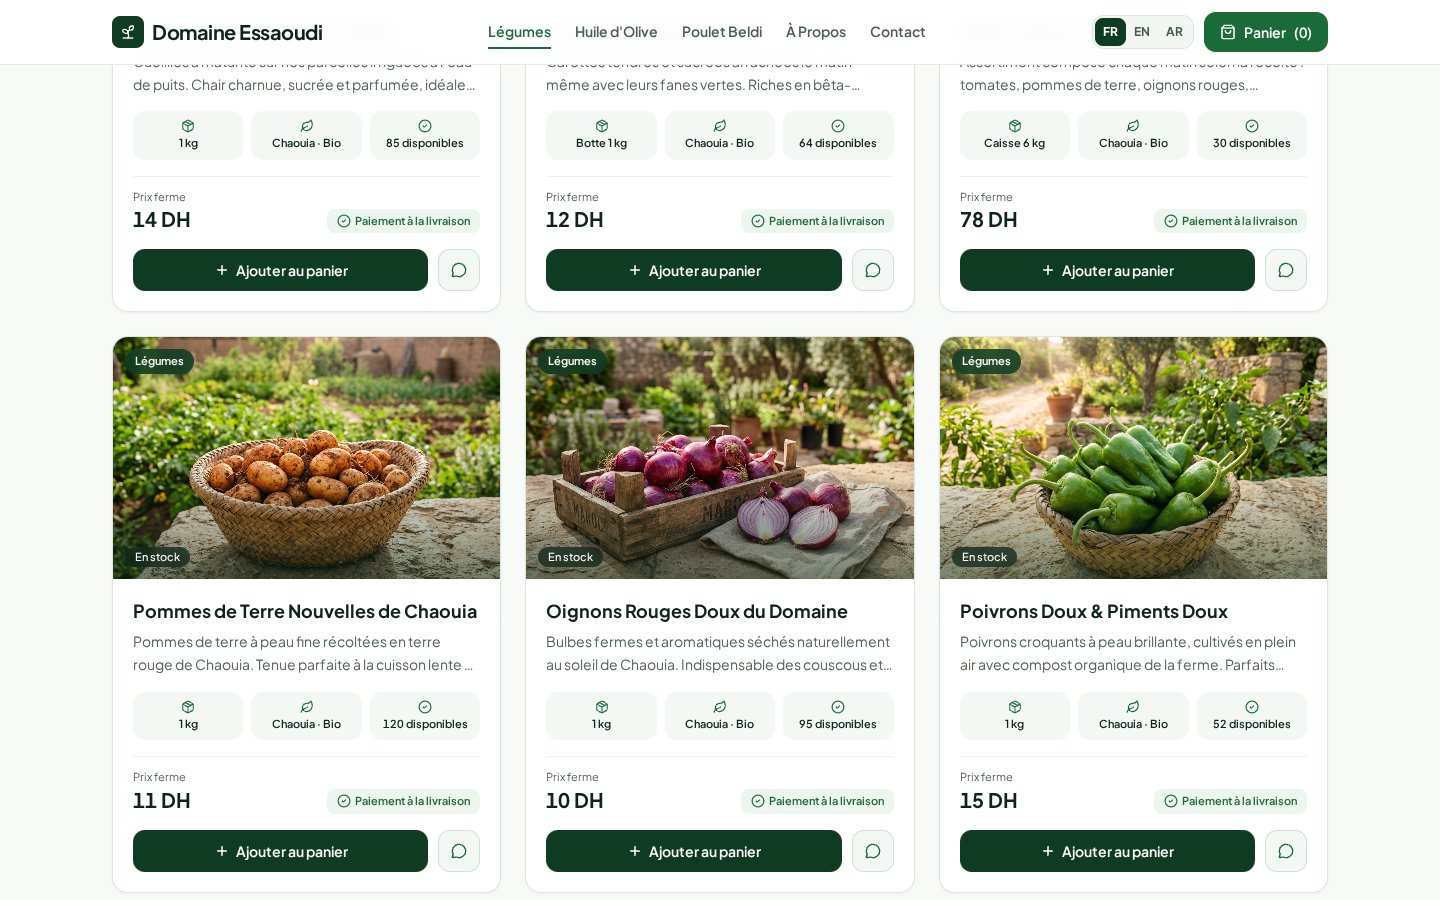 Domaine Essaoudi
Légumes
Huile d'Olive
Poulet Beldi
À Propos
Contact
FR
EN
AR
Panier (0)
de puits. Chair charnue, sucrée et parfumée, idéale…
même avec leurs fanes vertes. Riches en bêta-…
tomates, pommes de terre, oignons rouges,…
1 kg
Chaouia · Bio
85 disponibles
Botte 1 kg
Chaouia · Bio
64 disponibles
Caisse 6 kg
Chaouia · Bio
30 disponibles
Prix ferme
14 DH
Paiement à la livraison
Prix ferme
12 DH
Paiement à la livraison
Prix ferme
78 DH
Paiement à la livraison
Ajouter au panier
Ajouter au panier
Ajouter au panier
Légumes
En stock
Légumes
MAROC
En stock
Légumes
En stock
Pommes de Terre Nouvelles de Chaouia
Pommes de terre à peau fine récoltées en terre
rouge de Chaouia. Tenue parfaite à la cuisson lente …
1 kg
Chaouia · Bio
120 disponibles
Prix ferme
11 DH
Paiement à la livraison
Ajouter au panier
Oignons Rouges Doux du Domaine
Bulbes fermes et aromatiques séchés naturellement
au soleil de Chaouia. Indispensable des couscous et…
1 kg
Chaouia · Bio
95 disponibles
Prix ferme
10 DH
Paiement à la livraison
Ajouter au panier
Poivrons Doux & Piments Doux
Poivrons croquants à peau brillante, cultivés en plein
air avec compost organique de la ferme. Parfaits…
1 kg
Chaouia · Bio
52 disponibles
Prix ferme
15 DH
Paiement à la livraison
Ajouter au panier